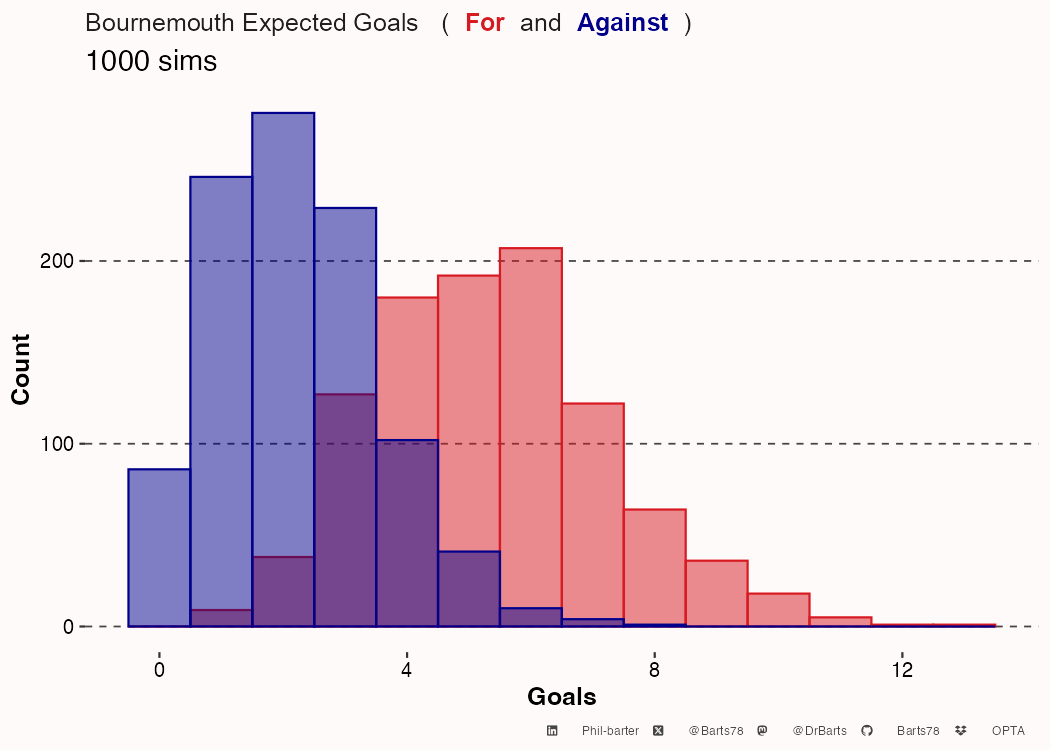 Bournemouth Expected Goals ( For and Against )
1000 sims
200
100
0
Count
0 4 8 12
Goals
Phil-barter @Barts78 @DrBarts Barts78 OPTA